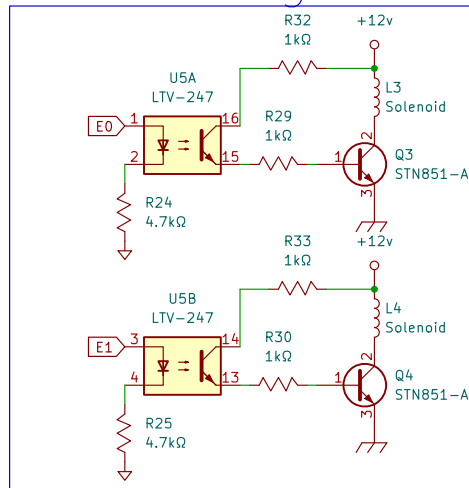 R32
1kΩ
+12v
U5A
LTV-247
L3
Solenoid
E0
1
16
R29
1kΩ
2
2
15
1
Q3
STN851-A
3
R24
4.7kΩ
R33
1kΩ
+12v
U5B
LTV-247
L4
Solenoid
E1
3
14
R30
1kΩ
2
4
13
1
Q4
STN851-A
3
R25
4.7kΩ